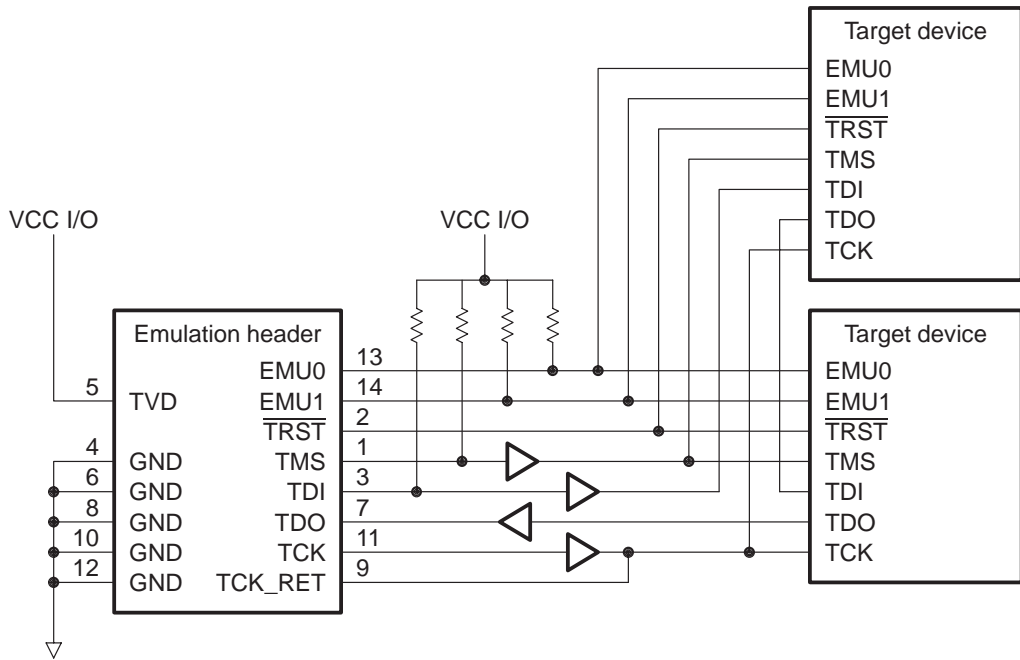 Target device
EMU0
EMU1
TRST
TMS
TDI
TDO
TCK
VCC I/O
VCC I/O
Emulation header
5
TVD
4
GND
6
GND
8
GND
10
GND
12
GND
EMU0
13
EMU1
14
TRST
2
TMS
1
TDI
3
TDO
7
TCK
11
TCK_RET
9
Target device
EMU0
EMU1
TRST
TMS
TDI
TDO
TCK